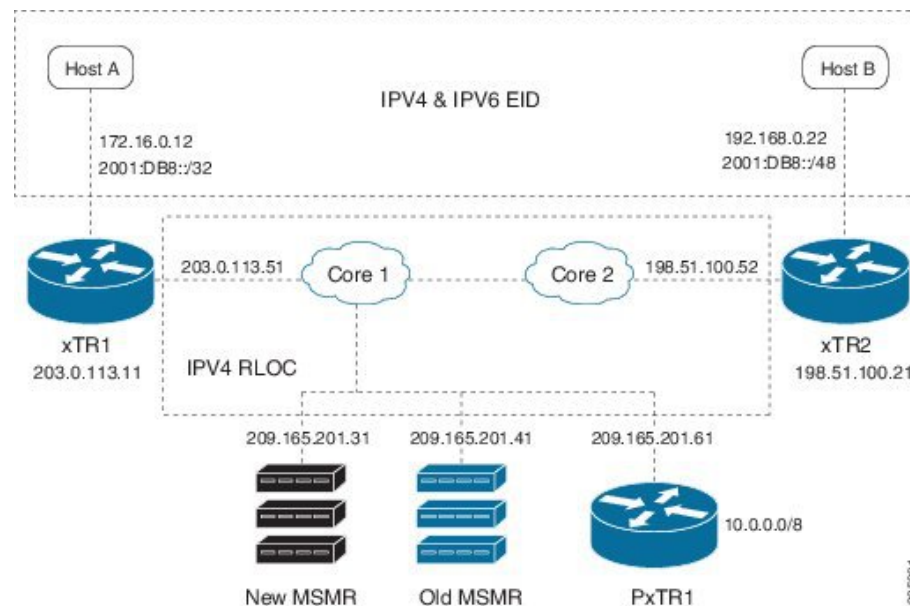 Host A
Host B
IPV4 & IPV6 EID
172.16.0.12
2001:DB8::/32
192.168.0.22
2001:DB8::/48
203.0.113.51
Core 1
Core 2
198.51.100.52
xTR1
203.0.113.11
IPV4 RLOC
xTR2
198.51.100.21
209.165.201.31
209.165.201.41
209.165.201.61
10.0.0.0/8
New MSMR
Old MSMR
PxTR1